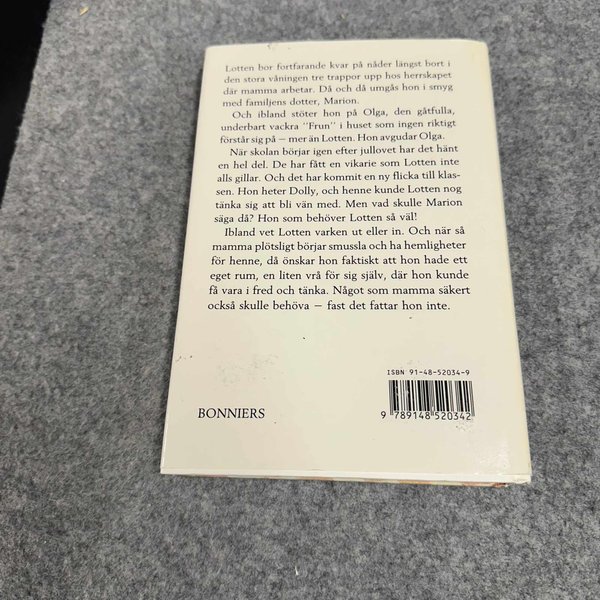 Lotten bor fortfarande kvar på nåder längst bort i
den stora våningen tre trappor upp hos herrskapet
där mamma arbetar. Då och då umgås hon i smyg
med familjens dotter, Marion.
Och ibland stöter hon på Olga, den gåtfulla,
underbart vackra "Frun" i huset som ingen riktigt
förstår sig på – mer än Lotten. Hon avgudar Olga.
När skolan börjar igen efter jullovet har det hänt
en hel del. De har fått en vikarie som Lotten inte
alls gillar. Och det har kommit en ny flicka till klas-
sen. Hon heter Dolly, och henne kunde Lotten nog
tänka sig att bli vän med. Men vad skulle Marion
säga då? Hon som behöver Lotten så väl!
Ibland vet Lotten varken ut eller in. Och när så
mamma plötsligt börjar smussla och ha hemligheter
för henne, då önskar hon faktiskt att hon hade ett
eget rum, en liten vrå för sig själv, där hon kunde
få vara i fred och tänka. Något som mamma säkert
också skulle behöva – fast det fattar hon inte.
ISBN 91-48-52034-9
BONNIERS
9 789148 520342